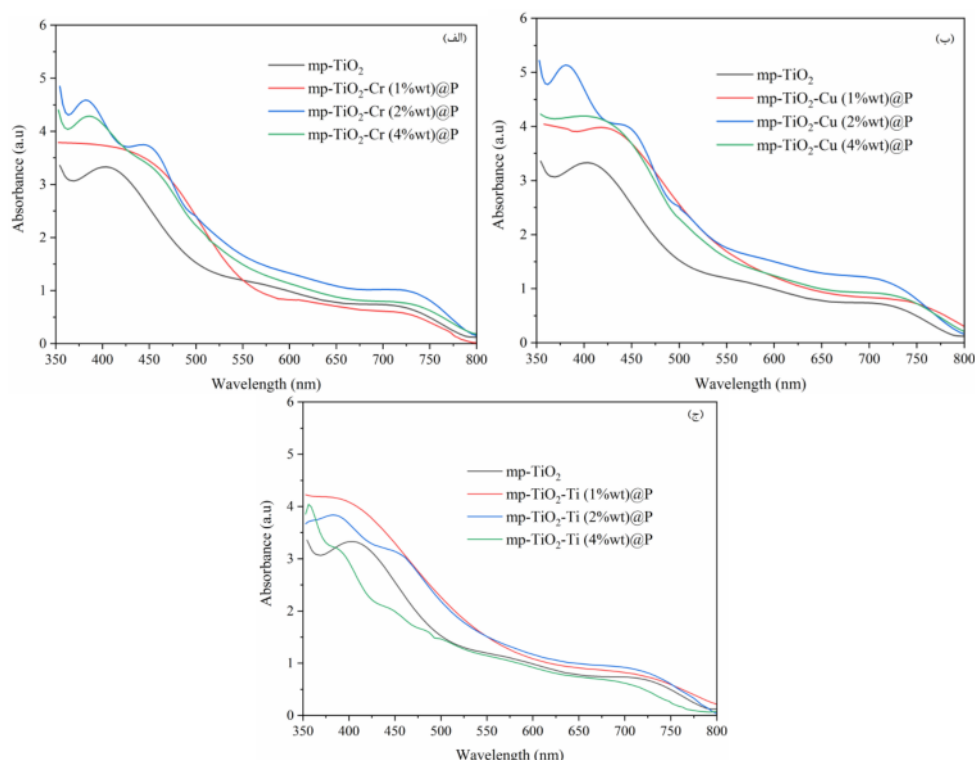 (الف)
mp-TiO₂
mp-TiO₂-Cr (1%wt)@P
mp-TiO₂-Cr (2%wt)@P
mp-TiO₂-Cr (4%wt)@P
Absorbance (a.u)
6
5
4
3
2
1
0
350 400 450 500 550 600 650 700 750 800
Wavelength (nm)
(ب)
mp-TiO₂
mp-TiO₂-Cu (1%wt)@P
mp-TiO₂-Cu (2%wt)@P
mp-TiO₂-Cu (4%wt)@P
Absorbance (a.u)
6
5
4
3
2
1
0
350 400 450 500 550 600 650 700 750 800
Wavelength (nm)
(ج)
mp-TiO₂
mp-TiO₂-Ti (1%wt)@P
mp-TiO₂-Ti (2%wt)@P
mp-TiO₂-Ti (4%wt)@P
Absorbance (a.u)
6
5
4
3
2
1
0
300 350 400 450 500 550 600 650 700 750 800
Wavelength (nm)